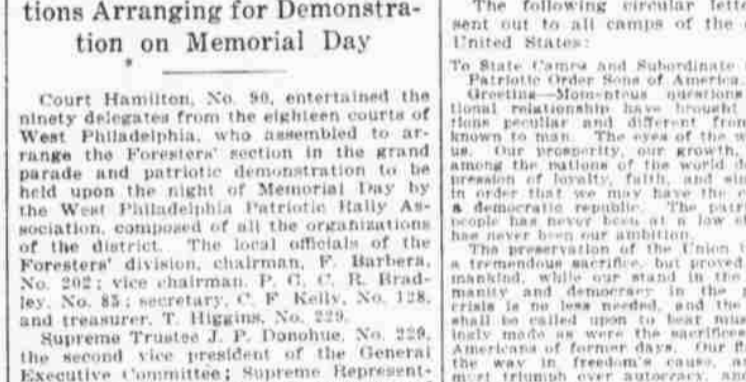 tions Arranging for Demonstra-
tion on Memorial Day
Court Hamilton, No. 90, entertained the
ninety delegates from the eighteen courts of
West Philadelphia, who assembled to ar-
range the Foresters' section in the grand
parade and patriotic demonstration to be
held upon the night of Memorial Day by
the West Philadelphia Patriotic Rally As-
sociation, composed of all the organizations
of the district. The local officials of the
Foresters' division, chairman, F. Barbera,
No. 202; vice chairman, P. C. C. R. Brad-
ley, No. 85; secretary, C. F. Kelly, No. 128,
and treasurer, T. Higgins, No. 229.
Supreme Trustee J. P. Donohue, No. 229,
the second vice president of the General
Executive Committee; Supreme Represent-
The following circular lette
sent out to all camps of the
United States:
To State Camps and Subordinate
Patriotic Order Sons of America.
Greeting—Momentous questions
tional relationship have brought
tions peculiar and different from
known to man. The eyes of the w
us. Our prosperity, our growth,
among the nations of the world d
pression of loyalty, faith, and sin
in order that we may have the
a democratic republic. The patr
people has never been at a low e
has never been our ambition.
The preservation of the Union
a tremendous sacrifice, but proved
mankind, while our stand in the
manity and democracy in the
crisis is no less needed, and the
shall be called upon to bear mus
ingly made as were the sacrifices
Americans of former days. Our fl
the way in freedom's cause, a
must triumph over autocracy, and